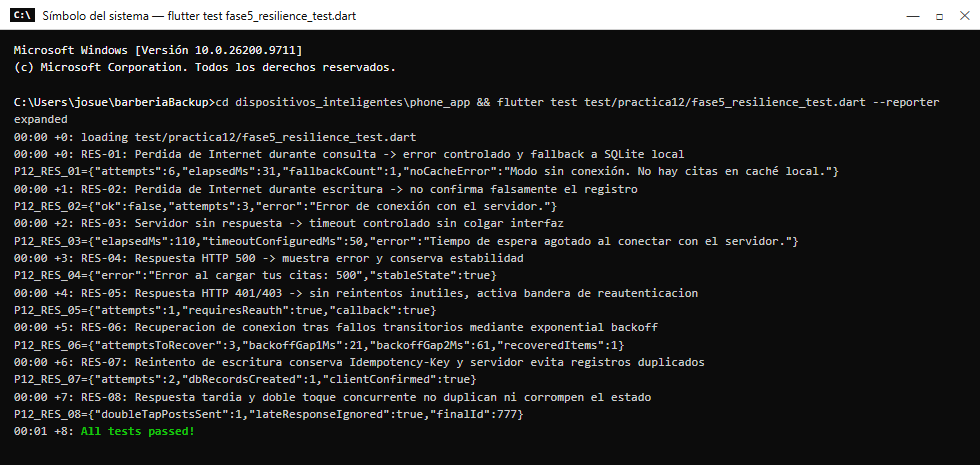 C:\ Símbolo del sistema — flutter test fase5_resilience_test.dart
Microsoft Windows [Versión 10.0.26200.9711]
(c) Microsoft Corporation. Todos los derechos reservados.
C:\Users\josue\barberiaBackup>cd dispositivos_inteligentes\phone_app && flutter test test/practica12/fase5_resilience_test.dart --reporter
expanded
00:00 +0: loading test/practica12/fase5_resilience_test.dart
00:00 +0: RES-01: Perdida de Internet durante consulta -> error controlado y fallback a SQLite local
P12_RES_01={"attempts":6,"elapsedMs":31,"fallbackCount":1,"noCacheError":"Modo sin conexión. No hay citas en caché local."}
00:00 +1: RES-02: Perdida de Internet durante escritura -> no confirma falsamente el registro
P12_RES_02={"ok":false,"attempts":3,"error":"Error de conexión con el servidor."}
00:00 +2: RES-03: Servidor sin respuesta -> timeout controlado sin colgar interfaz
P12_RES_03={"elapsedMs":110,"timeoutConfiguredMs":50,"error":"Tiempo de espera agotado al conectar con el servidor."}
00:00 +3: RES-04: Respuesta HTTP 500 -> muestra error y conserva estabilidad
P12_RES_04={"error":"Error al cargar tus citas: 500","stableState":true}
00:00 +4: RES-05: Respuesta HTTP 401/403 -> sin reintentos inutiles, activa bandera de reautenticacion
P12_RES_05={"attempts":1,"requiresReauth":true,"callback":true}
00:00 +5: RES-06: Recuperacion de conexion tras fallos transitorios mediante exponential backoff
P12_RES_06={"attemptsToRecover":3,"backoffGap1Ms":21,"backoffGap2Ms":61,"recoveredItems":1}
00:00 +6: RES-07: Reintento de escritura conserva Idempotency-Key y servidor evita registros duplicados
P12_RES_07={"attempts":2,"dbRecordsCreated":1,"clientConfirmed":true}
00:00 +7: RES-08: Respuesta tardia y doble toque concurrente no duplican ni corrompen el estado
P12_RES_08={"doubleTapPostsSent":1,"lateResponseIgnored":true,"finalId":777}
00:01 +8: All tests passed!